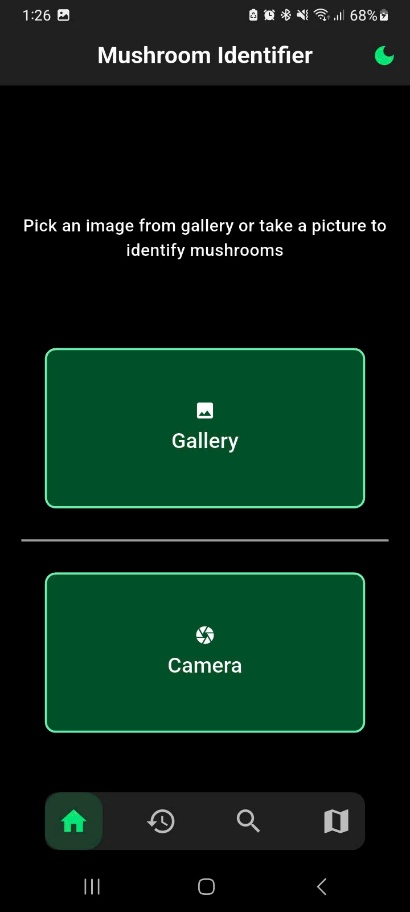 1:26
68%
Mushroom Identifier
Pick an image from gallery or take a picture to
identify mushrooms
Gallery
Camera